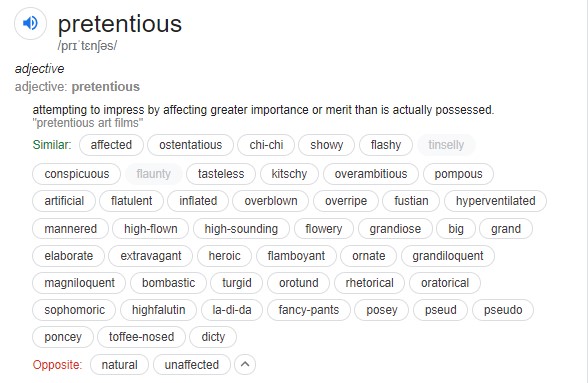 pretentious
/prɪˈtɛnʃəs/
adjective
adjective: pretentious
attempting to impress by affecting greater importance or merit than is actually possessed.
"pretentious art films"
Similar: affected ostentatious chi-chi showy flashy tinselly
conspicuous flaunty tasteless kitschy overambitious pompous
artificial flatulent inflated overblown overripe fustian hyperventilated
mannered high-flown high-sounding flowery grandiose big grand
elaborate extravagant heroic flamboyant ornate grandiloquent
magniloquent bombastic turgid orotund rhetorical oratorical
sophomoric highfalutin la-di-da fancy-pants posey pseud pseudo
poncey toffee-nosed dicty
Opposite: natural unaffected